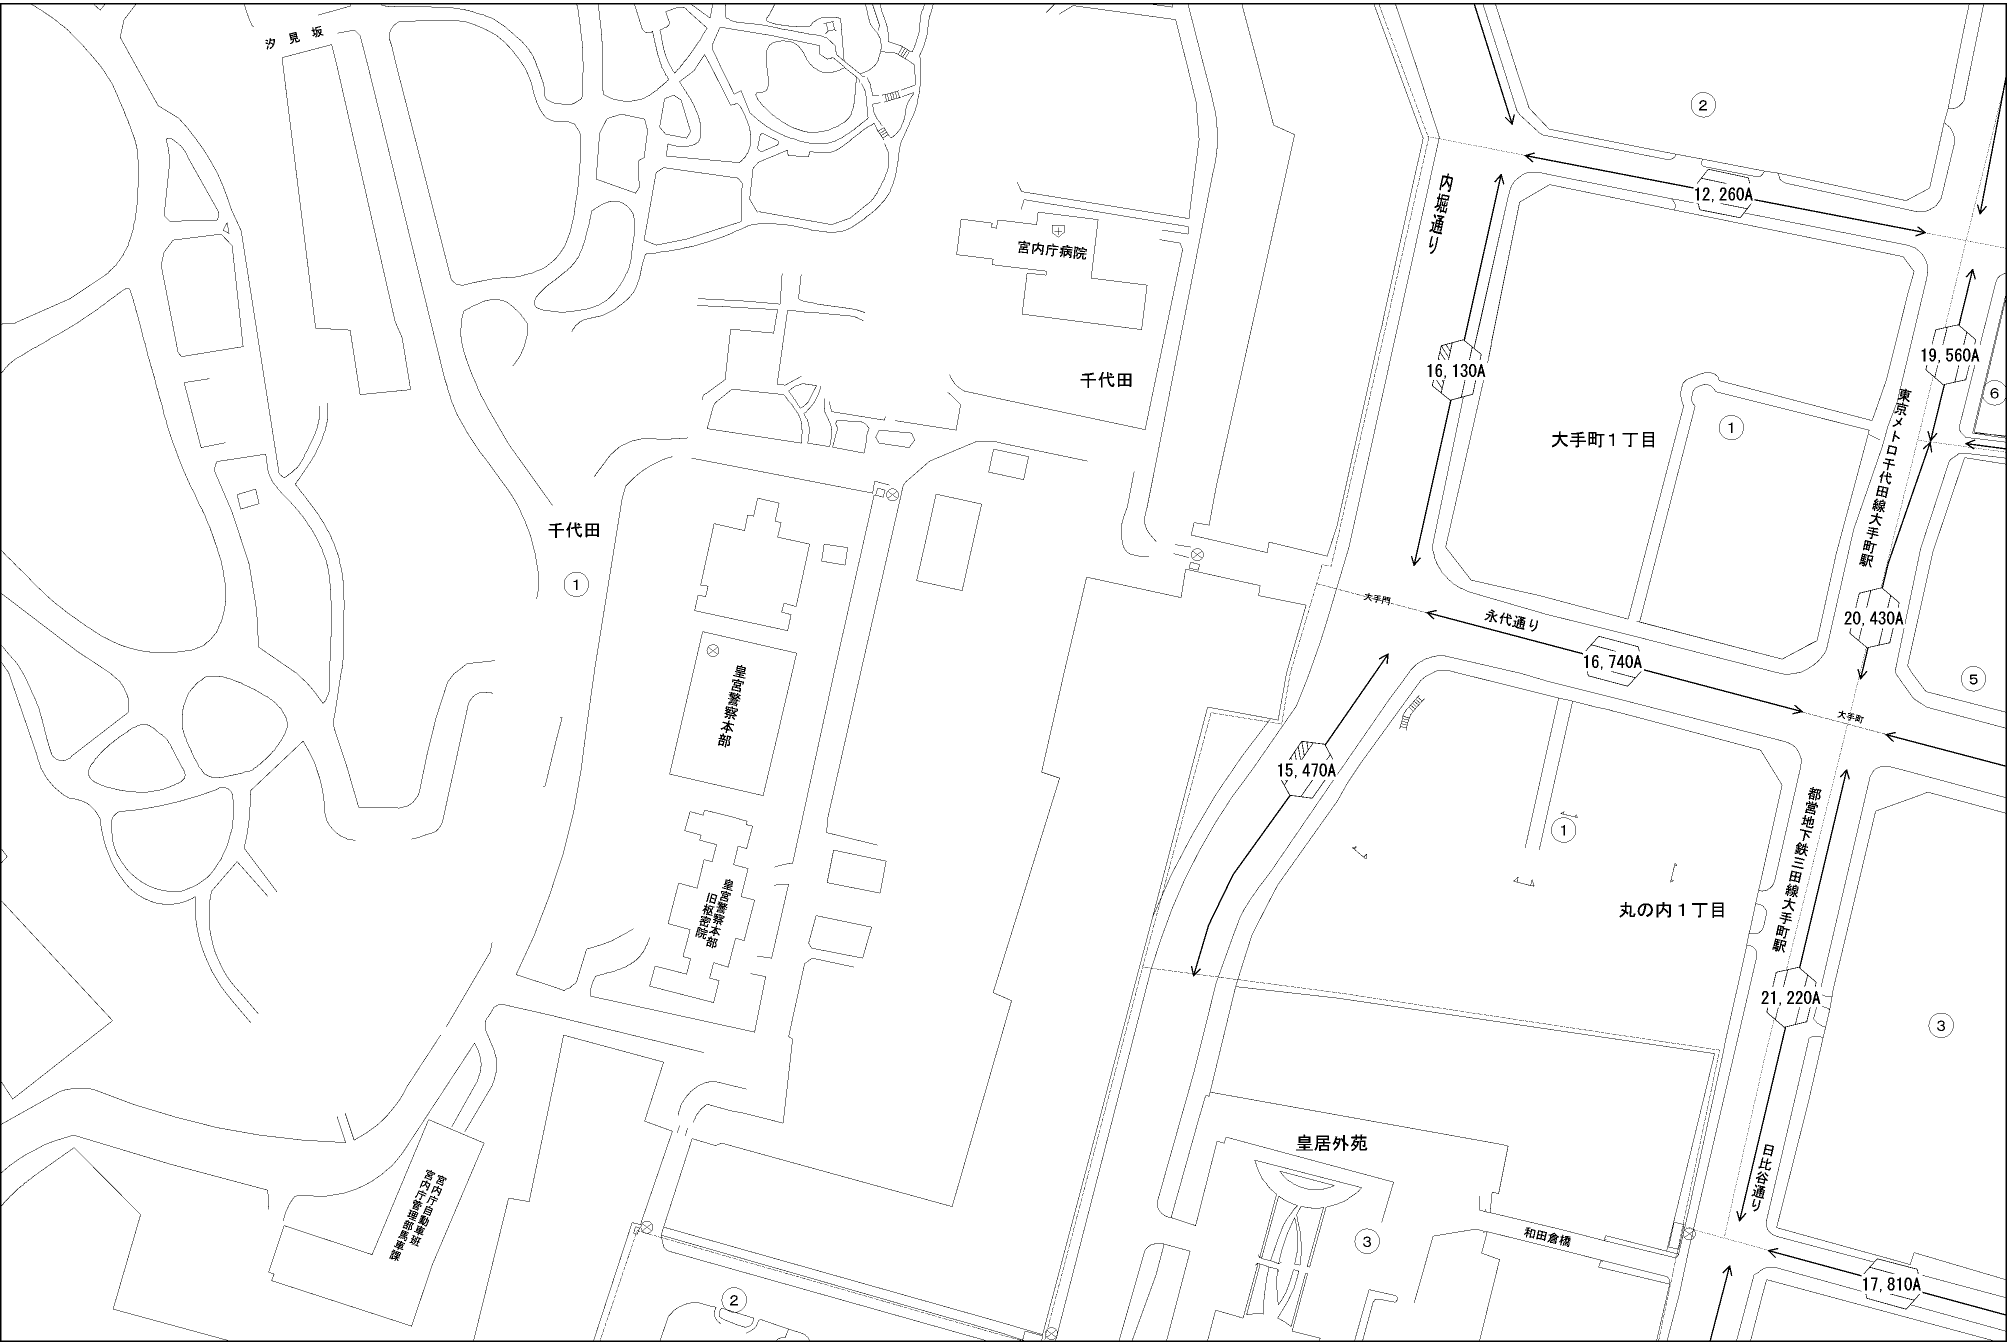 汐見坂
2
内堀通り
12,260A
宮内庁病院
千代田
16,130A
19,560A
6
大手町1丁目
1
東京メトロ千代田線大手町駅
千代田
1
大手門
永代通り
16,740A
20,430A
5
大手町
皇宮警察本部
15,470A
1
丸の内1丁目
都営地下鉄三田線大手町駅
皇宮警察本部
旧枢密院
21,220A
3
皇居外苑
日比谷通り
宮内庁自動車班
宮内庁管理部馬車課
3
和田倉橋
17,810A
2